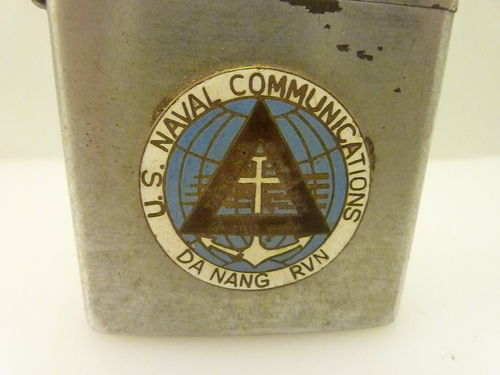 U.S. NAVAL COMMUNICATIONS
DA NANG RVN